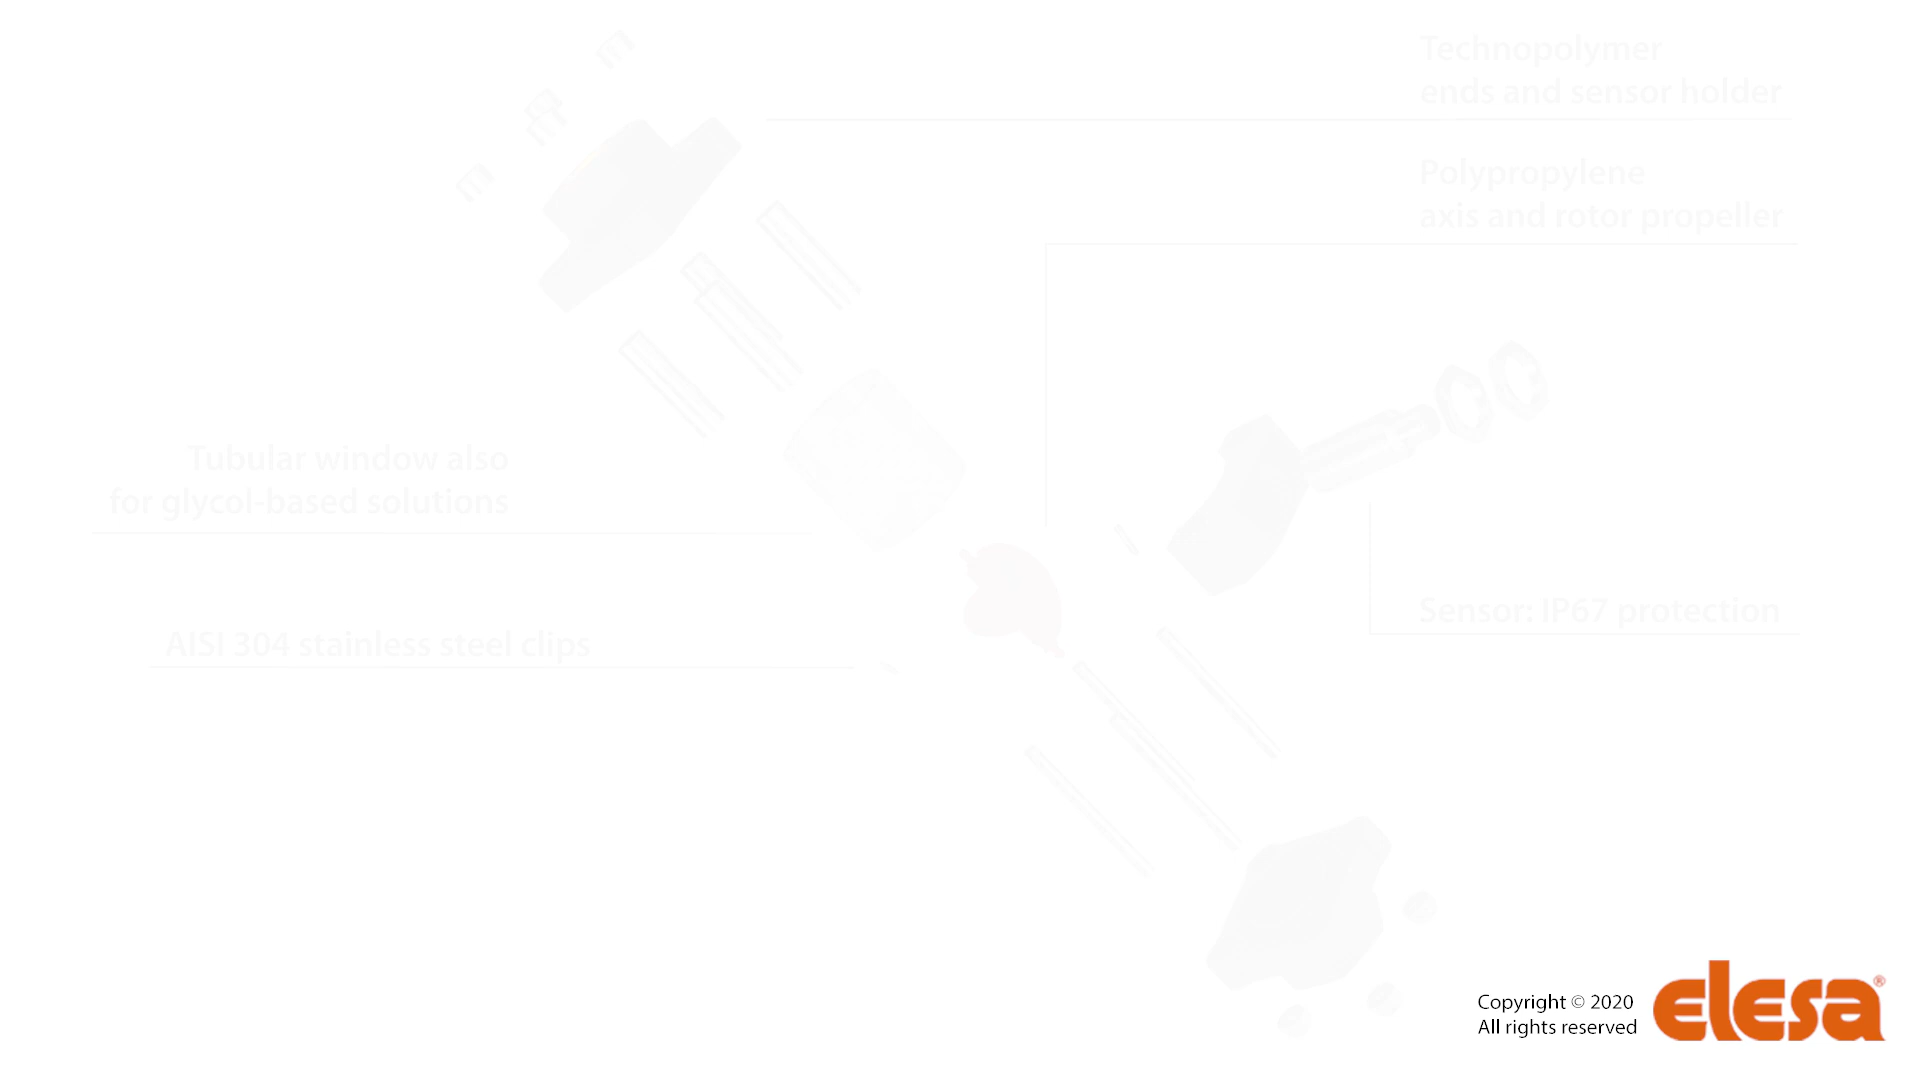 Technopolymer
ends and sensor holder
Polypropylene
axis and rotor propeller
Tubular window also
for glycol-based solutions
Sensor: IP67 protection
AISI 304 stainless steel clips
Copyright © 2020
All rights reserved
elesa®